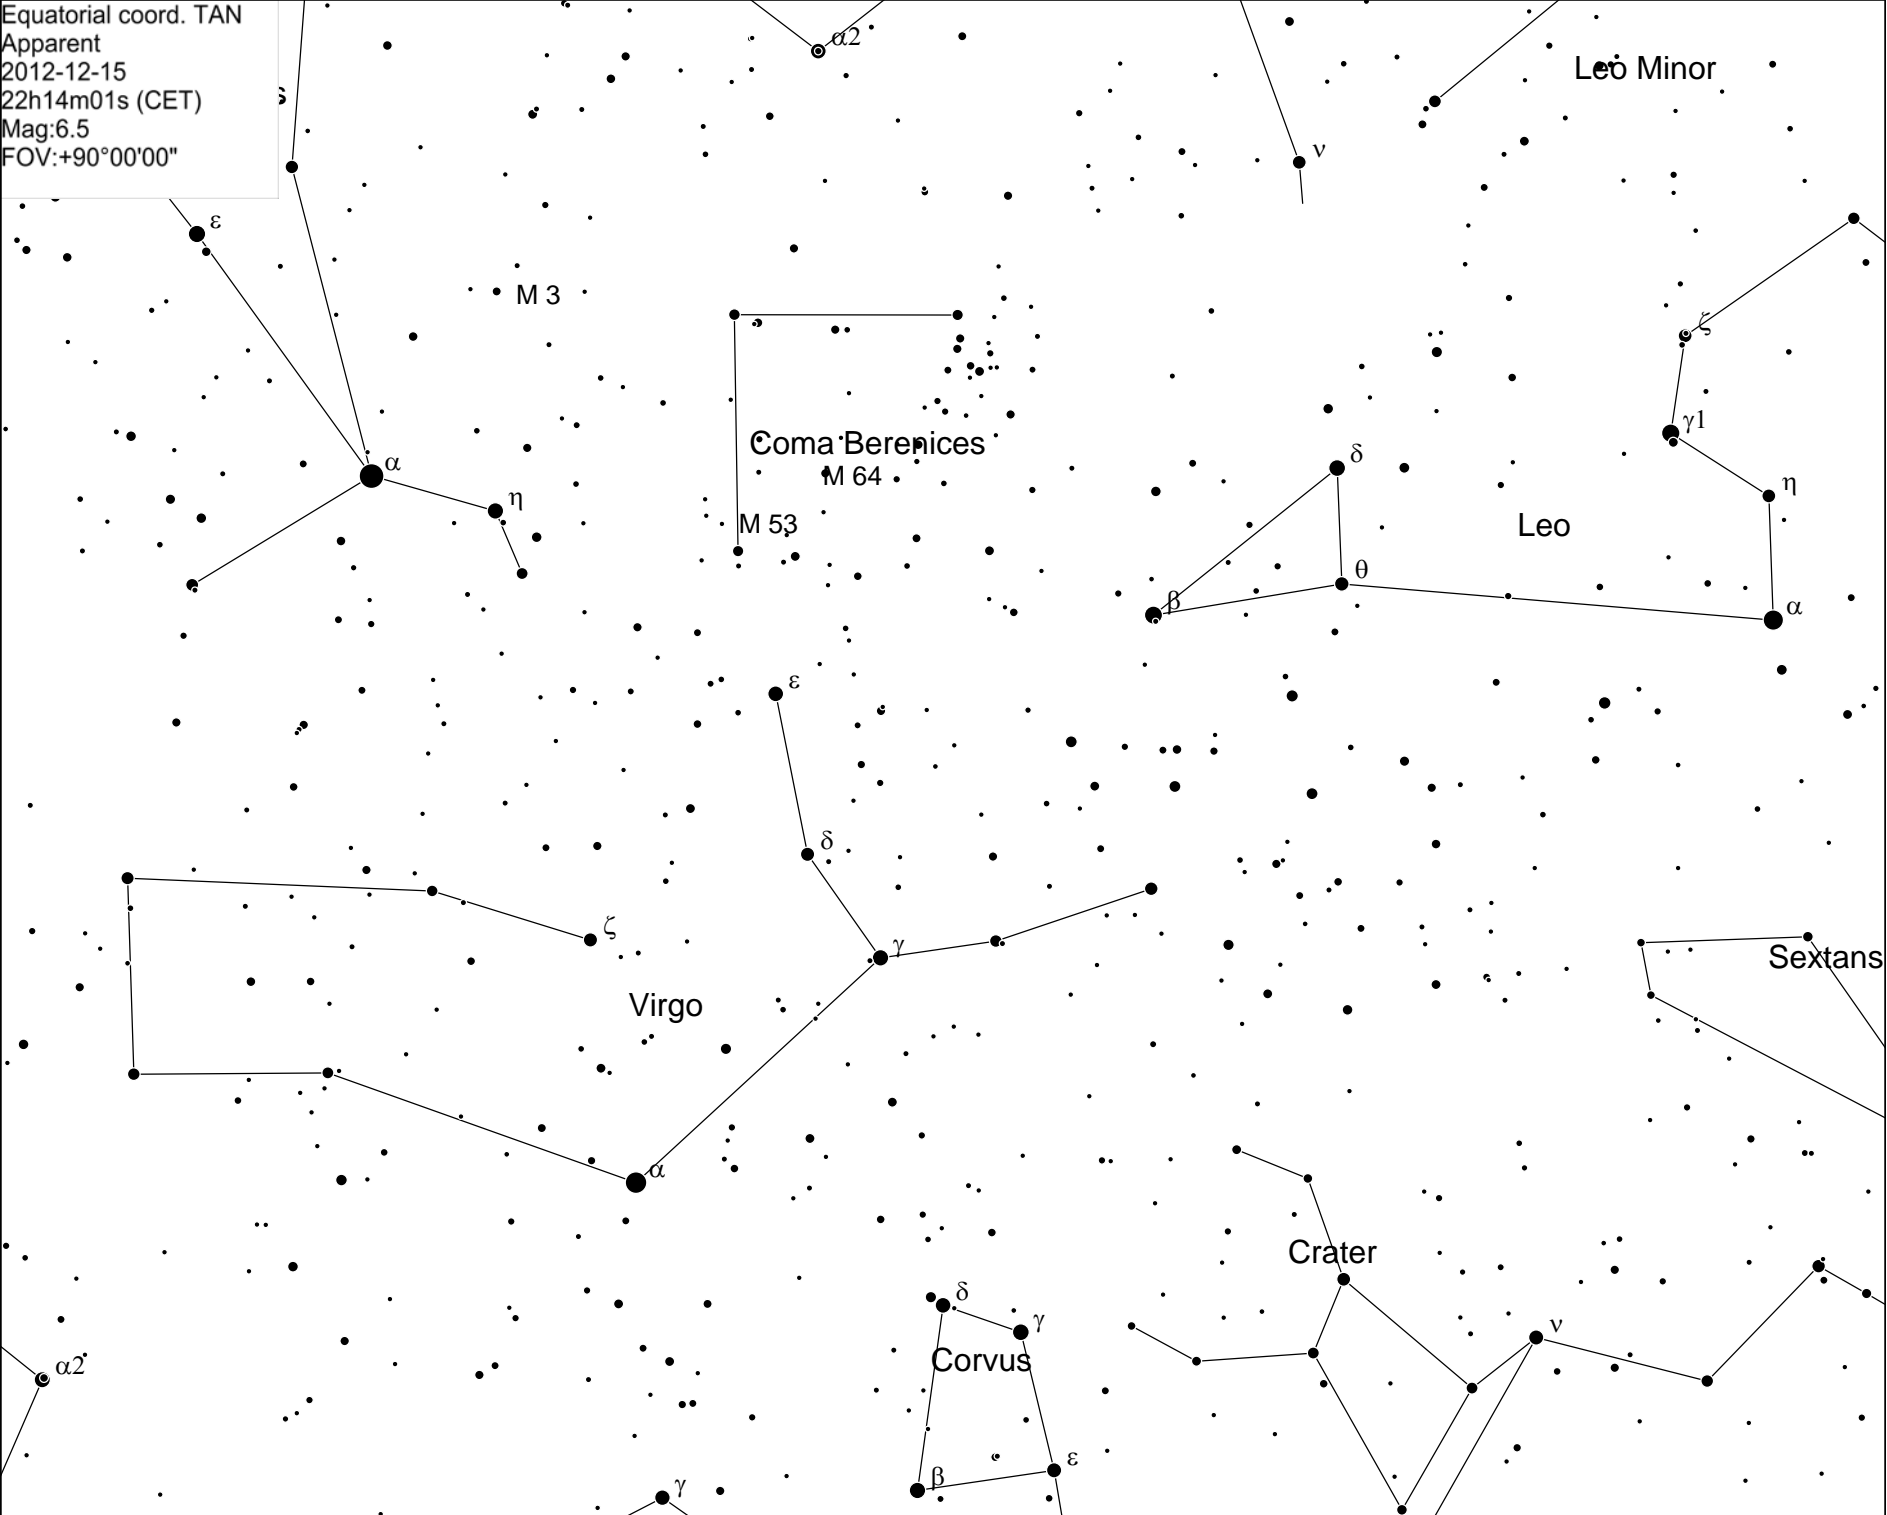 Equatorial coord. TAN
Apparent
2012-12-15
22h14m01s (CET)
Mag:6.5
FOV:+90°00'00"
α2
Leo Minor
s
ν
ε
M 3
ζ
γ1
Coma Berenices
δ
α
M 64
η
η
M 53
Leo
θ
β
α
ε
δ
ζ
γ
Sextans
Virgo
α
Crater
δ
γ
ν
Corvus
α2
ε
β
γ